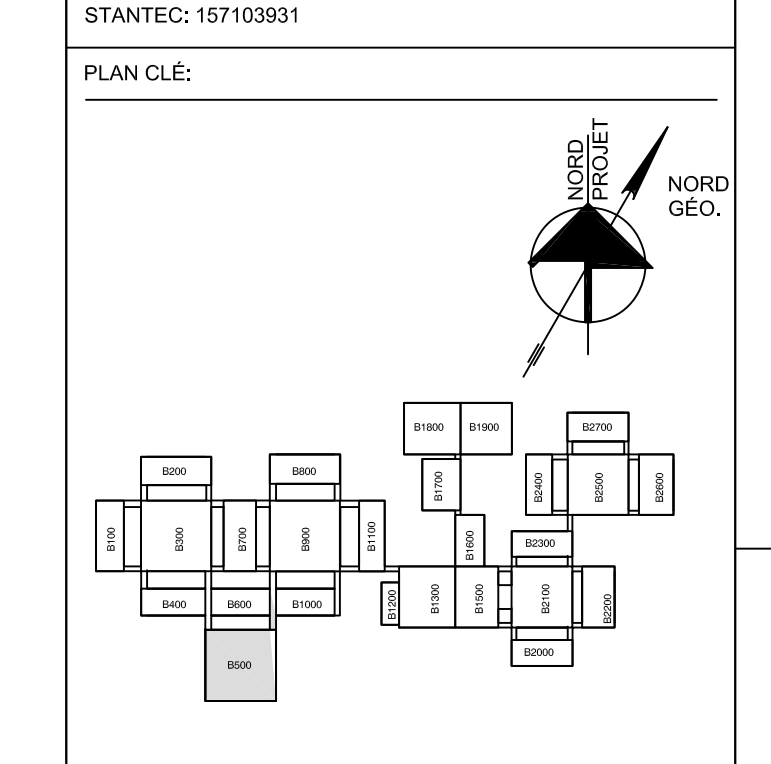 STANTEC: 157103931
PLAN CLÉ:
NORD
PROJET
NORD
GÉO.
B1800
B1900
B2700
B200
B800
B1700
B2400
B2500
B2600
B100
B300
B700
B900
B1100
B1600
B2300
B400
B600
B1000
B1200
B1300
B1500
B2100
B2200
B500
B2000